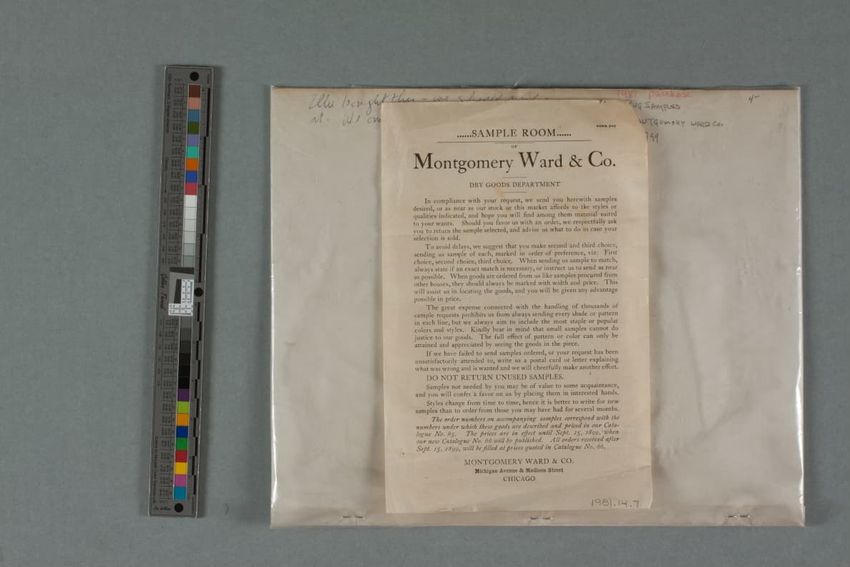 1981 purchase
SAMPLES
MONTGOMERY WARD CO.
......SAMPLE ROOM......
OF
Montgomery Ward & Co.
DRY GOODS DEPARTMENT
In compliance with your request, we send you herewith samples
desired, or as near as our stock or this market affords to the styles or
qualities indicated, and hope you will find among them material suited
to your wants. Should you favor us with an order, we respectfully ask
you to return the sample selected, and advise us what to do in case your
selection is sold.
To avoid delays, we suggest that you make second and third choice,
sending us sample of each, marked in order of preference, viz: First
choice, second choice, third choice. When sending us sample to match,
always state if an exact match is necessary, or instruct us to send as near
as possible. When goods are ordered from us like samples procured from
other houses, they should always be marked with width and price. This
will assist us in locating the goods, and you will be given any advantage
possible in price.
The great expense connected with the handling of thousands of
sample requests prohibits us from always sending every shade or pattern
in each line, but we always aim to include the most staple or popular
colors and styles. Kindly bear in mind that small samples cannot do
justice to our goods. The full effect of pattern or color can only be
attained and appreciated by seeing the goods in the piece.
If we have failed to send samples ordered, or your request has been
unsatisfactorily attended to, write us a postal card or letter explaining
what was wrong and is wanted and we will cheerfully make another effort.
DO NOT RETURN UNUSED SAMPLES.
Samples not needed by you may be of value to some acquaintance,
and you will confer a favor on us by placing them in interested hands.
Styles change from time to time, hence it is better to write for new
samples than to order from those you may have had for several months.
The order numbers on accompanying samples correspond with the
numbers under which these goods are described and priced in our Cata-
logue No. 65. The prices are in effect until Sept. 15, 1899, when
our new Catalogue No. 66 will be published. All orders received after
Sept. 15, 1899, will be filled at prices quoted in Catalogue No. 66.
MONTGOMERY WARD & CO.
Michigan Avenue & Madison Street
CHICAGO
1981.14.7